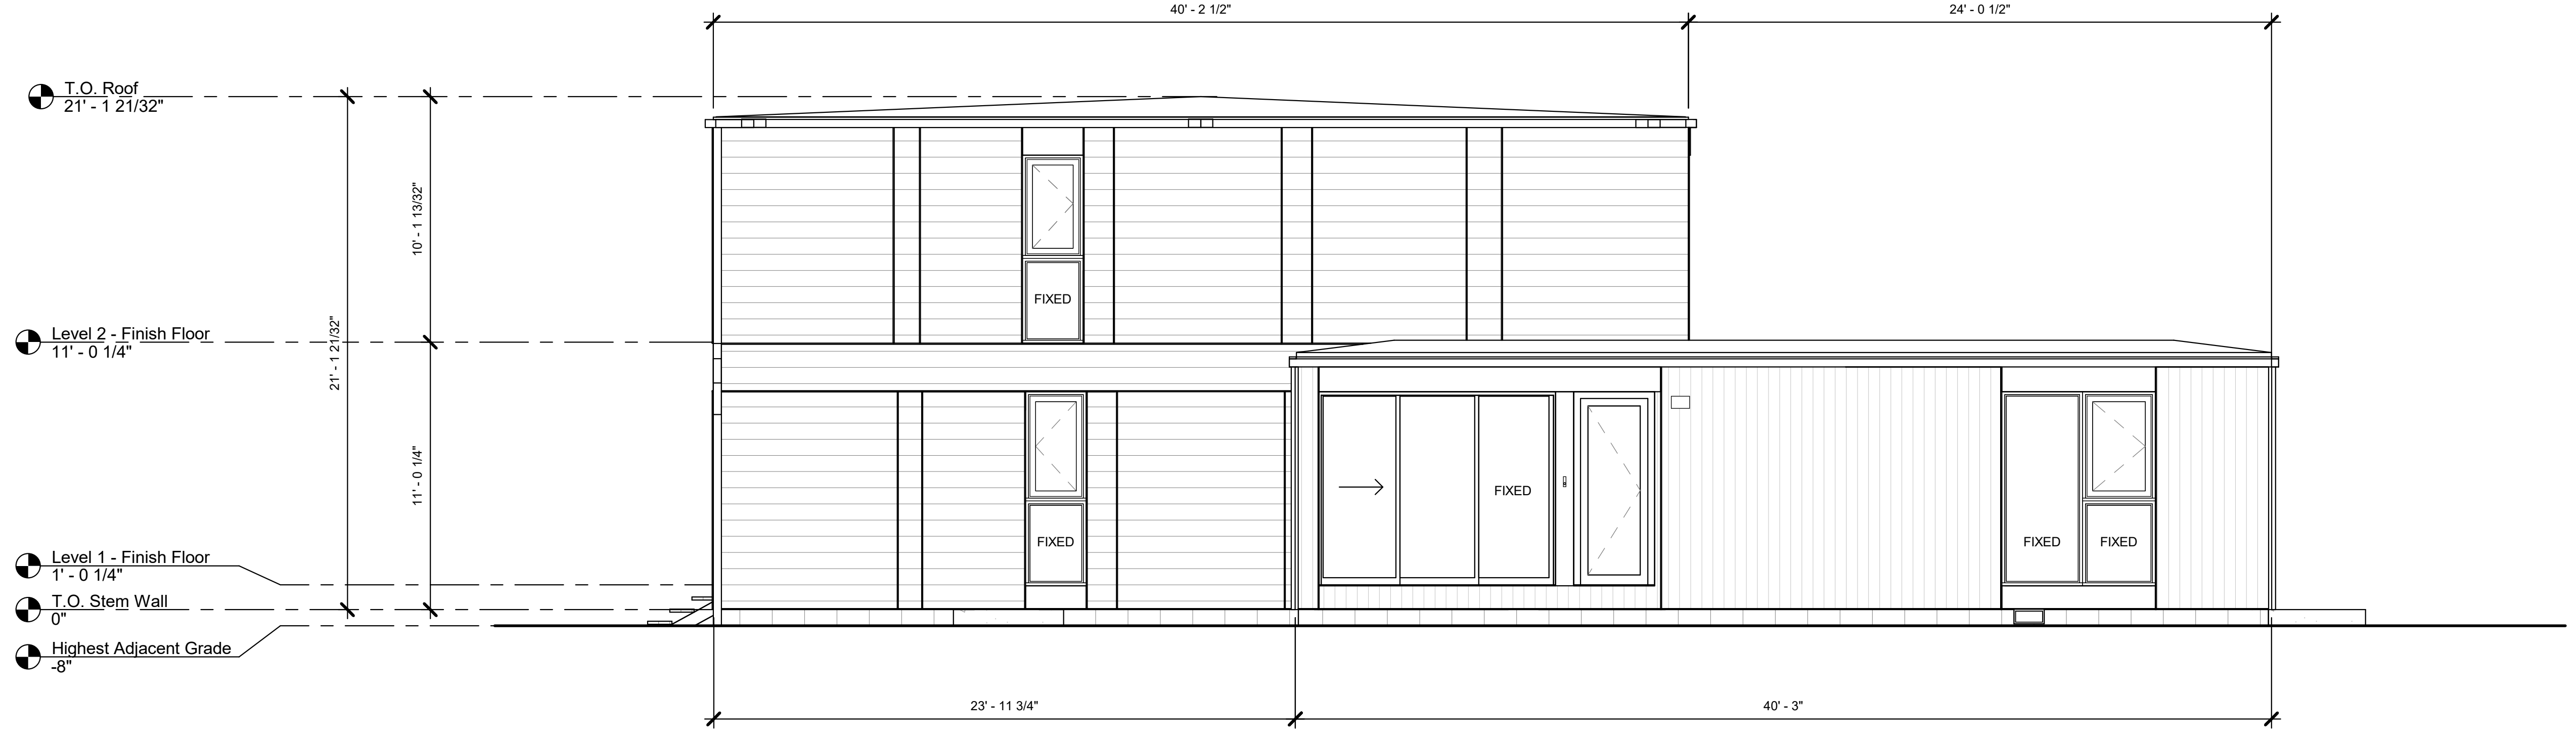 40' - 2 1/2"
24' - 0 1/2"
T.O. Roof
21' - 1 21/32"
10' - 1 13/32"
21' - 1 21/32"
Level 2 - Finish Floor
11' - 0 1/4"
FIXED
11' - 0 1/4"
FIXED
FIXED
FIXED
FIXED
Level 1 - Finish Floor
1' - 0 1/4"
T.O. Stem Wall
0"
Highest Adjacent Grade
-8"
23' - 11 3/4"
40' - 3"